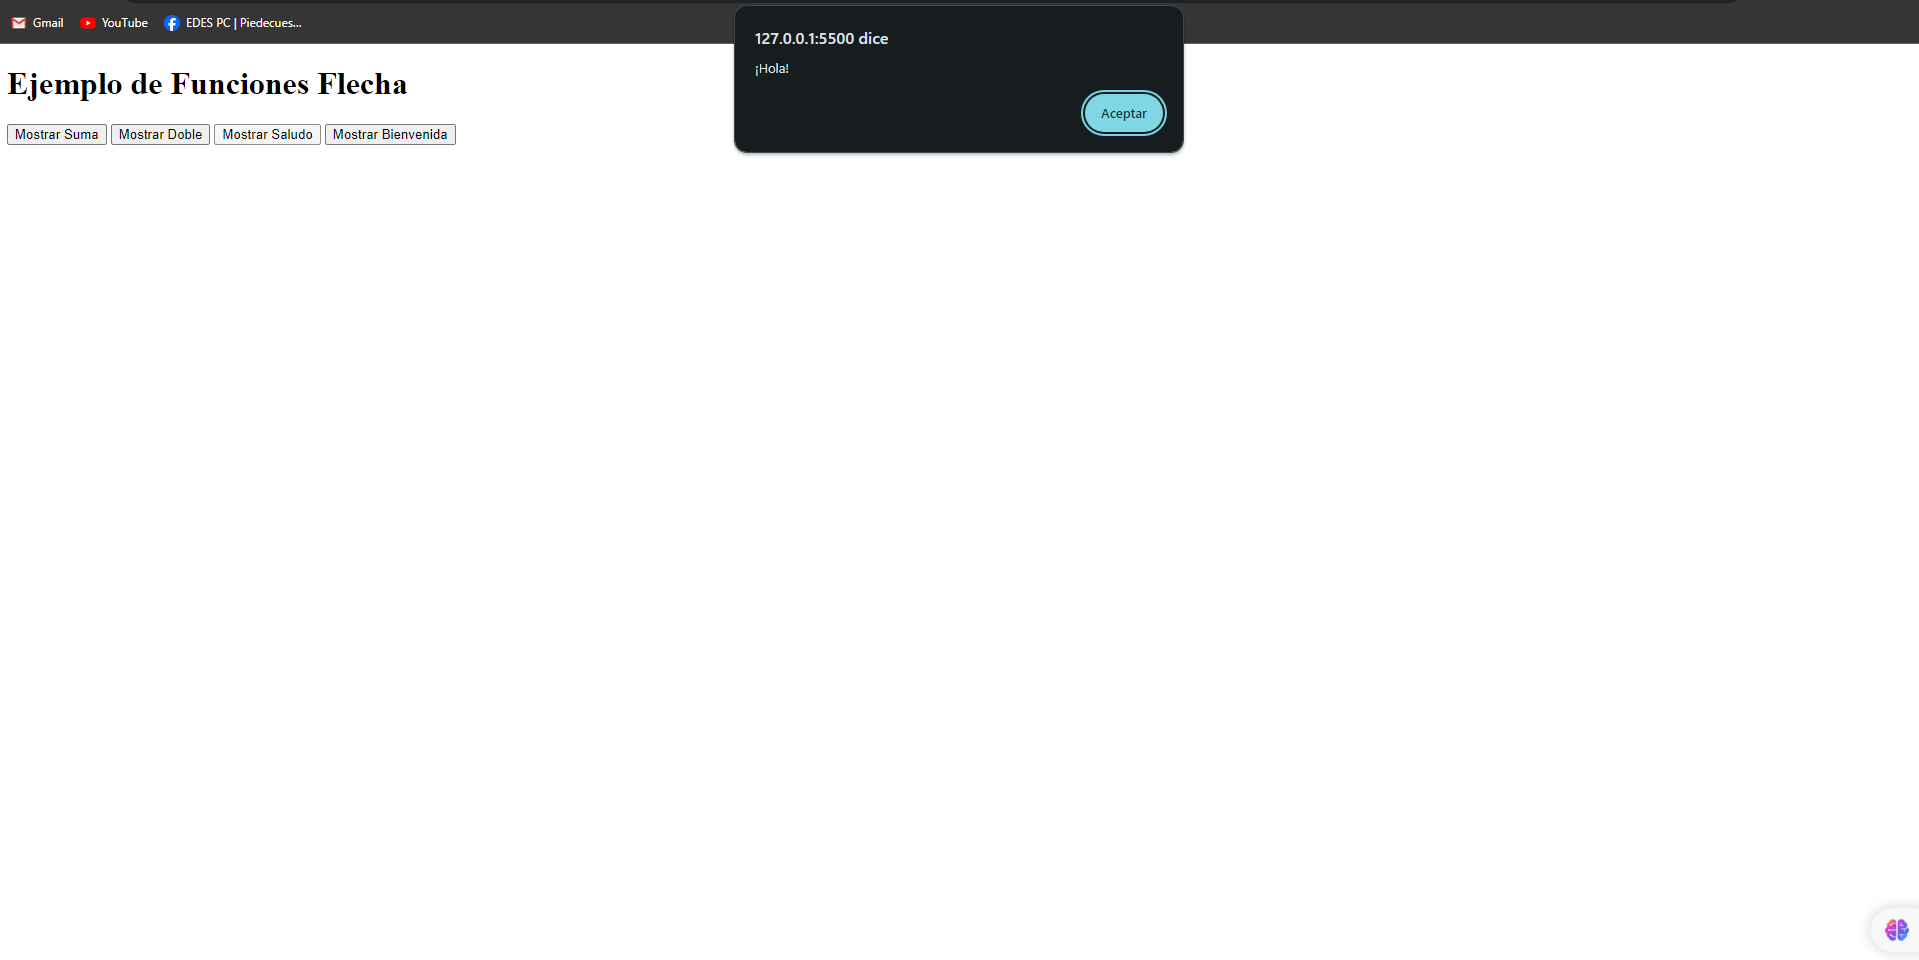 Gmail YouTube EDES PC | Piedecues...
127.0.0.1:5500 dice
¡Hola!
Aceptar
Ejemplo de Funciones Flecha
Mostrar Suma Mostrar Doble Mostrar Saludo Mostrar Bienvenida